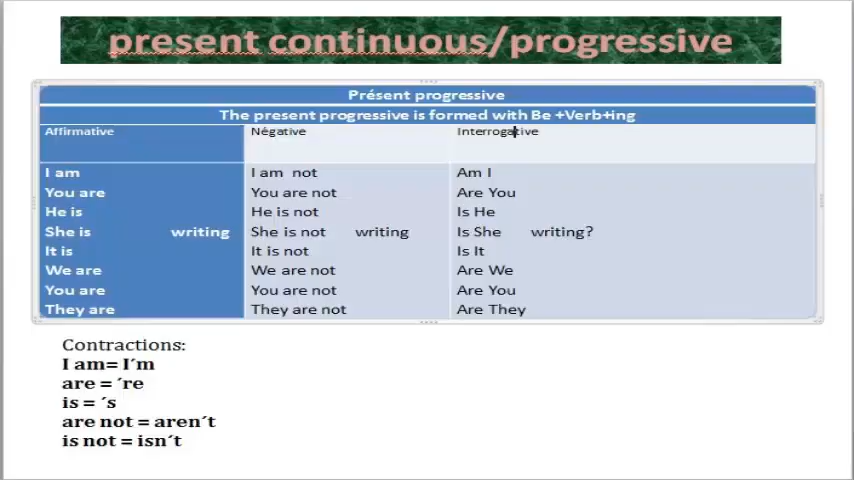 present continuous/progressive
Présent progressive
The present progressive is formed with Be +Verb+ing
Affirmative Négative Interrogative
I am I am not Am I
You are You are not Are You
He is He is not Is He
She is writing She is not writing Is She writing?
It is It is not Is It
We are We are not Are We
You are You are not Are You
They are They are not Are They
Contractions:
I am= I´m
are = ´re
is = ´s
are not = aren´t
is not = isn´t